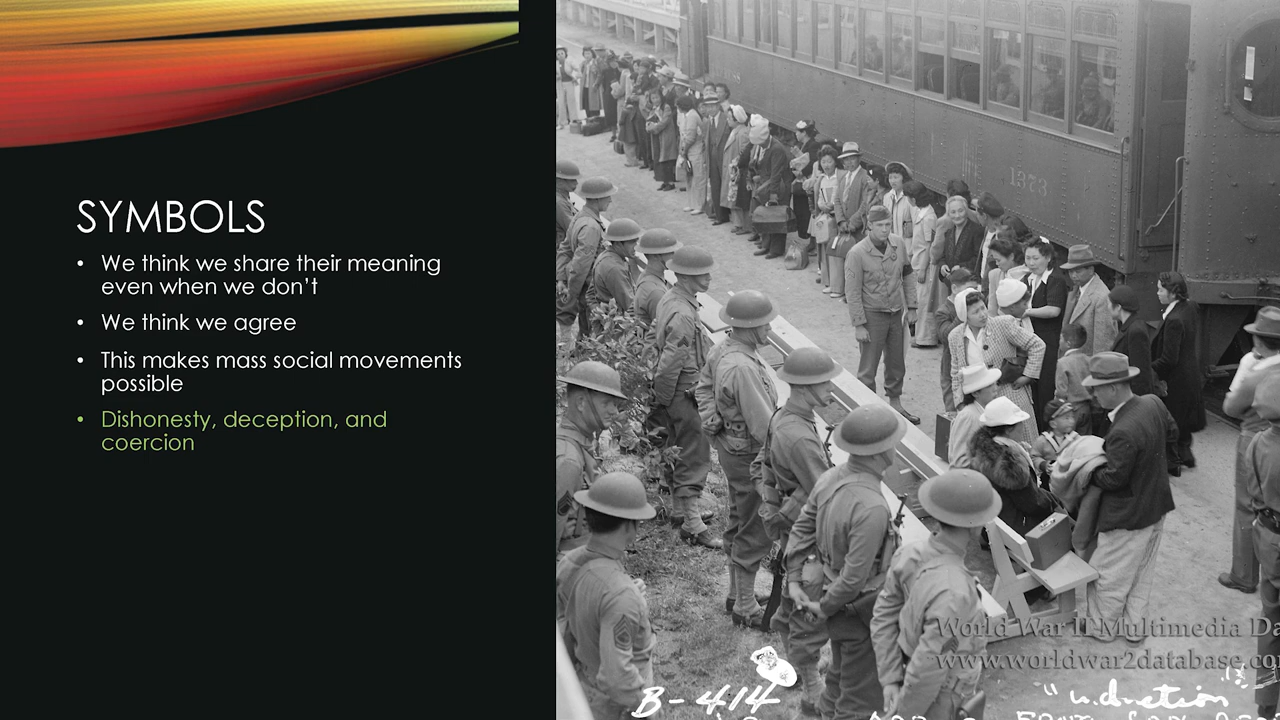 SYMBOLS
• We think we share their meaning
even when we don't
• We think we agree
• This makes mass social movements
possible
• Dishonesty, deception, and
coercion
1373
World War II Multimedia Da
www.worldwar2database.co
B-414